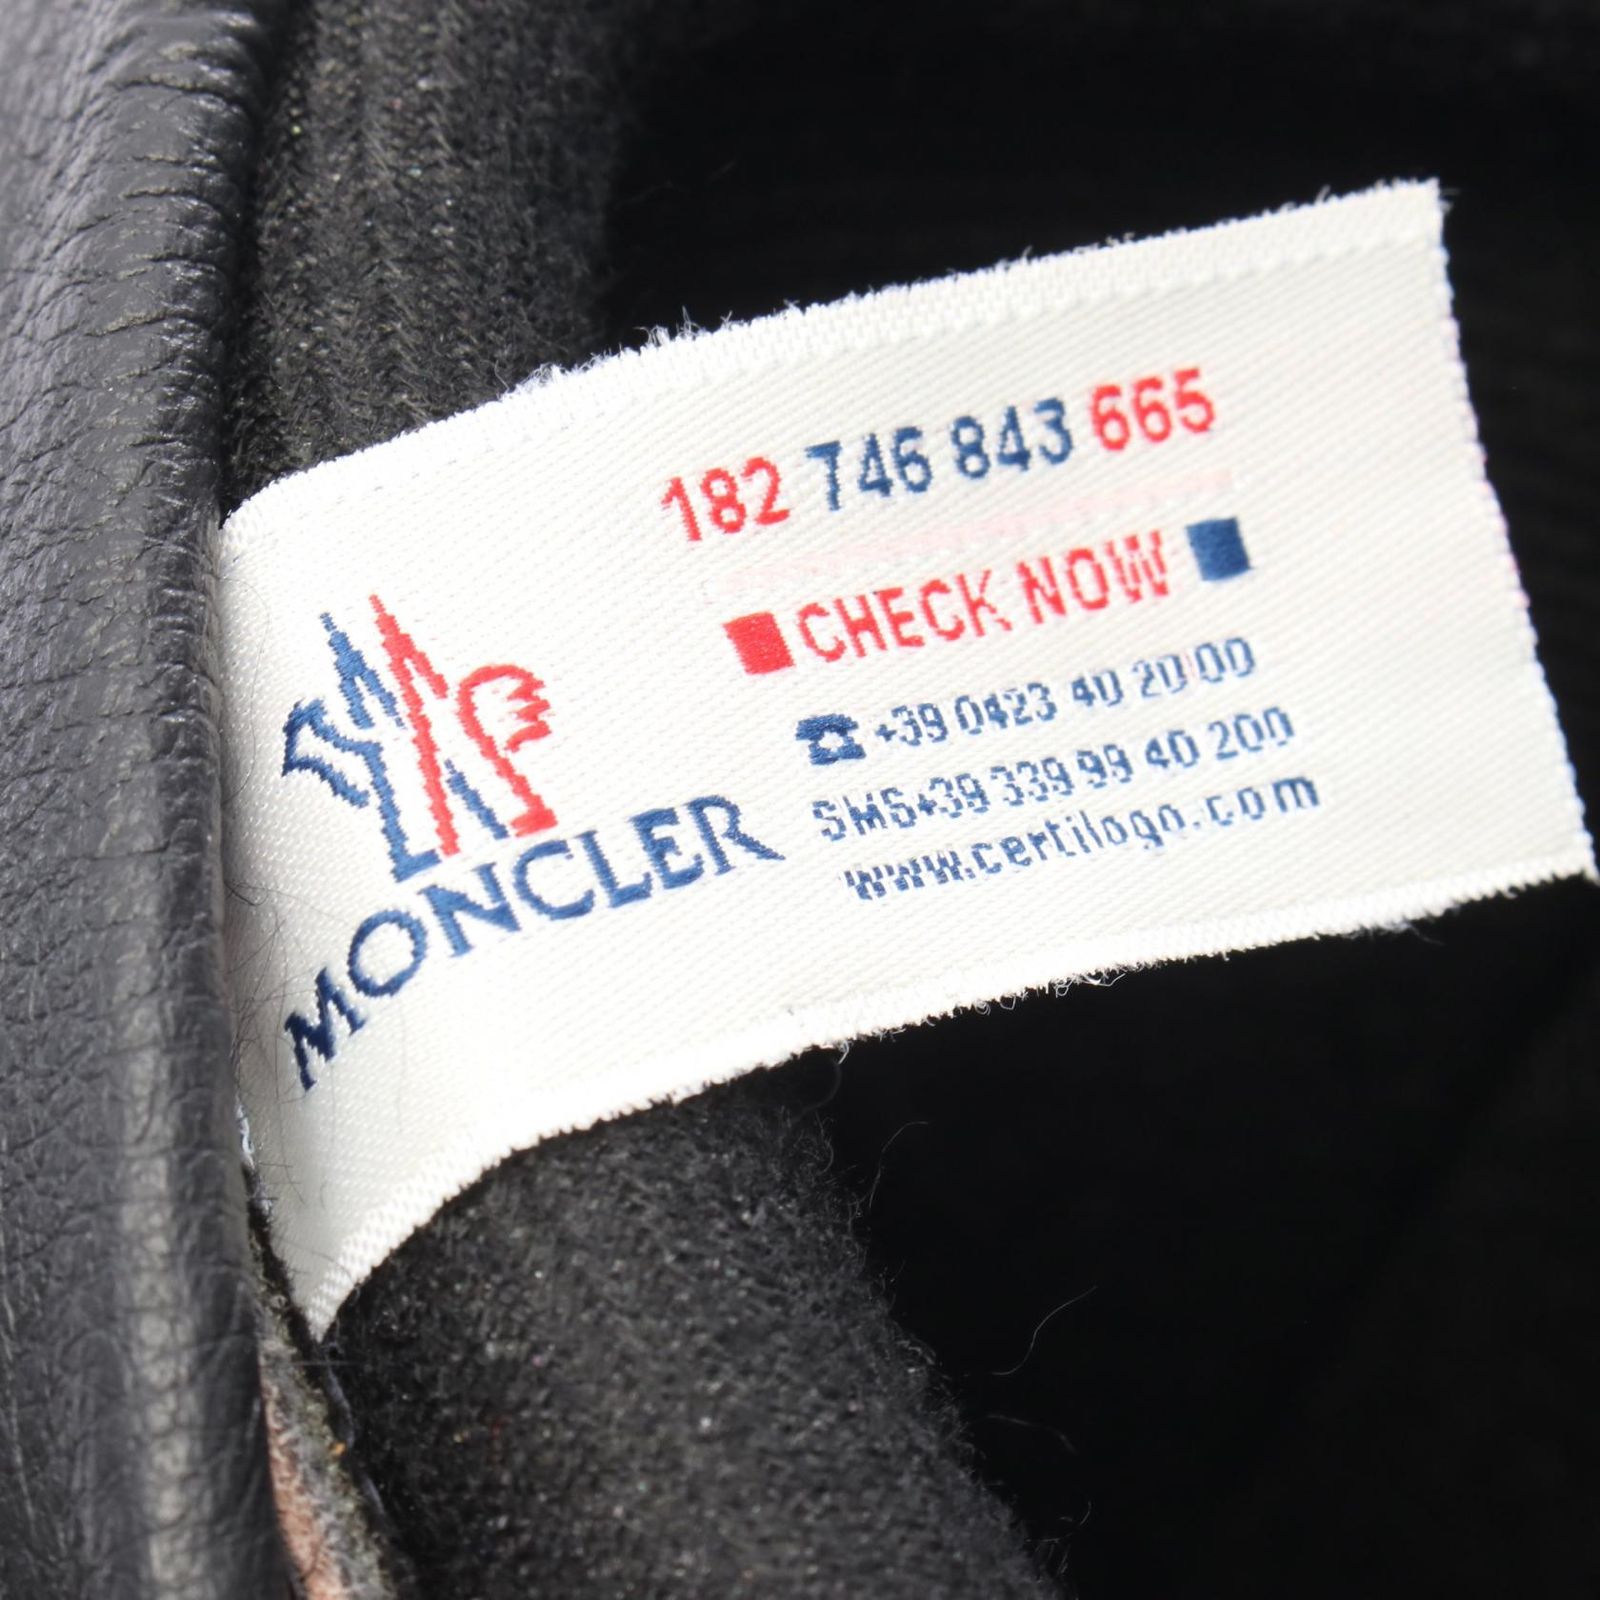 182 746 843 665
CHECK NOW
+39 0423 40 20 00
SMS+39 339 99 40 200
www.certilogo.com
MONCLER